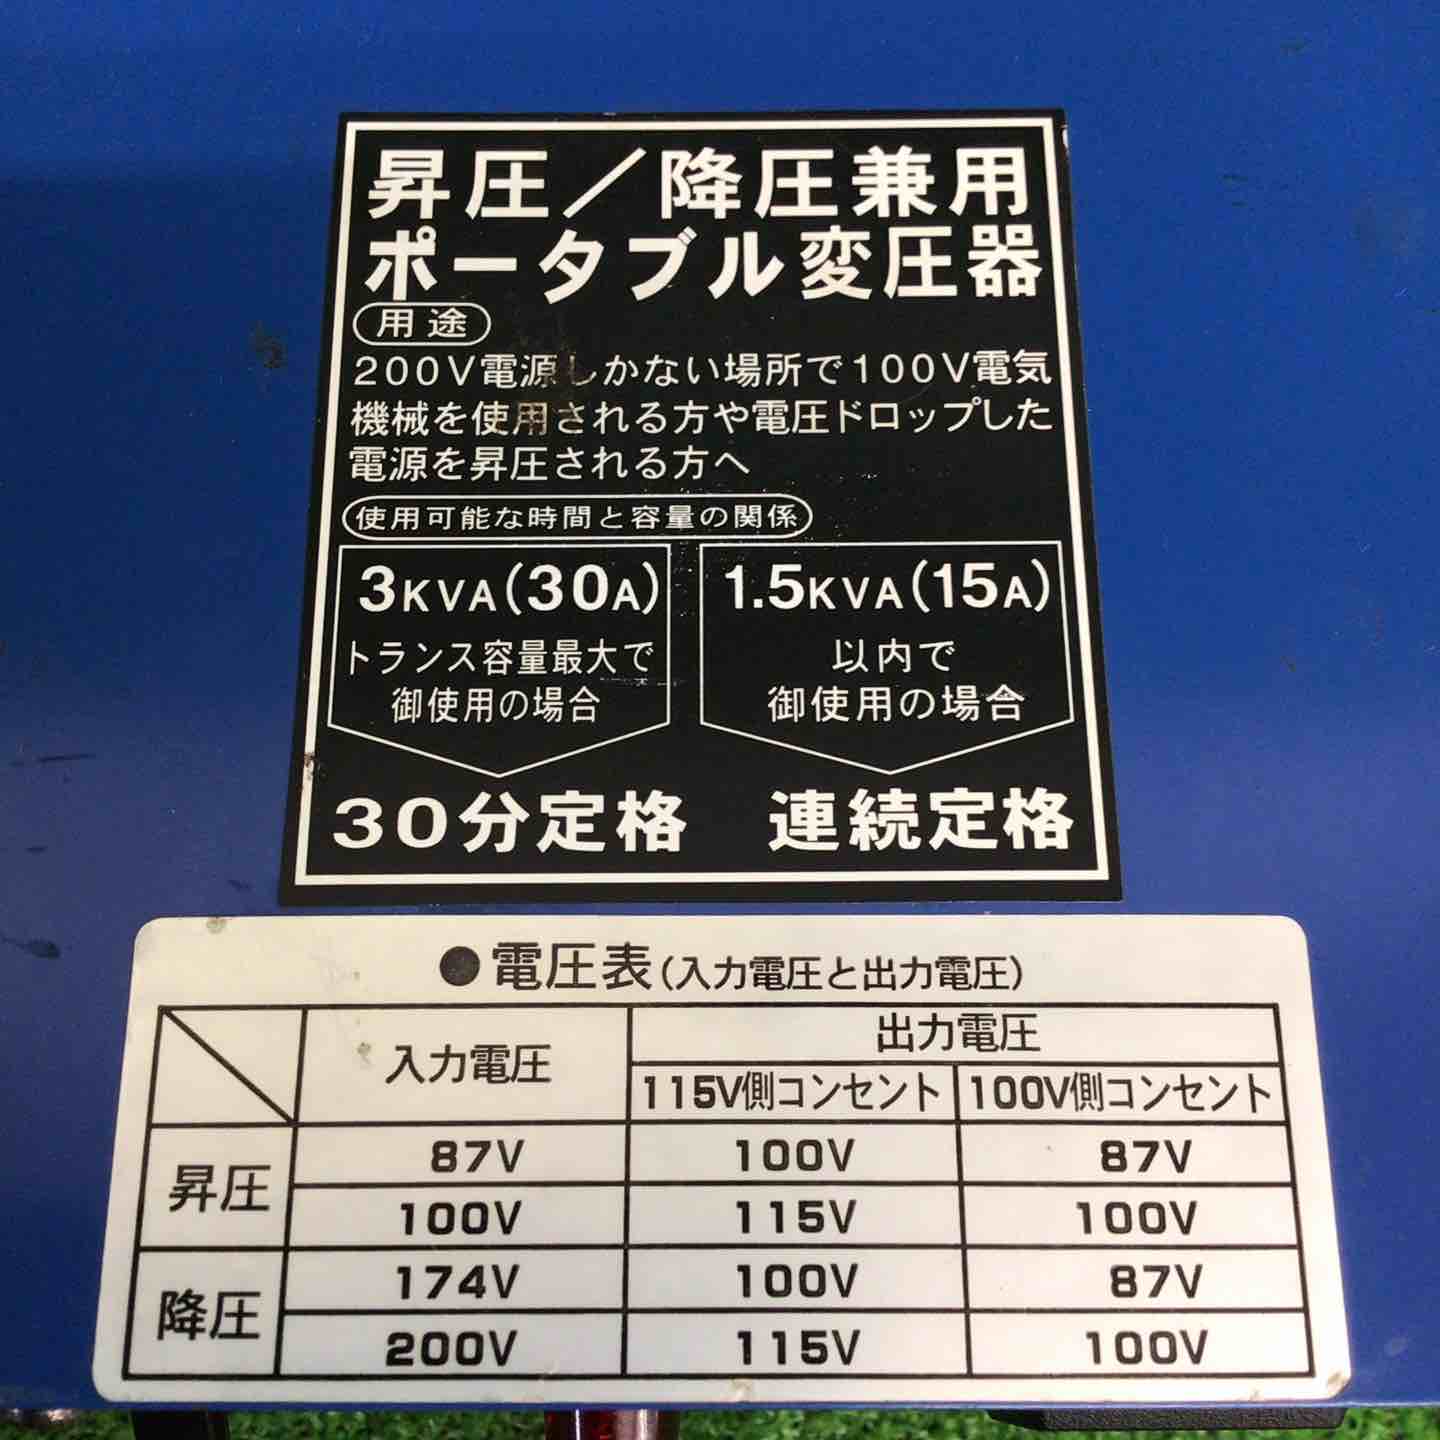 昇圧／降圧兼用
ポータブル変圧器
用途
200V電源しかない場所で100V電気
機械を使用される方や電圧ドロップした
電源を昇圧される方へ
使用可能な時間と容量の関係
3KVA(30A) 1.5KVA(15A)
トランス容量最大で 以内で
御使用の場合 御使用の場合
30分定格 連続定格
●電圧表(入力電圧と出力電圧)
入力電圧 出力電圧
115V側コンセント 100V側コンセント
昇圧 87V 100V 87V
100V 115V 100V
降圧 174V 100V 87V
200V 115V 100V